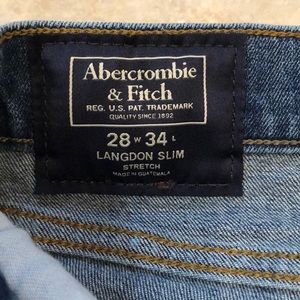 Abercrombie
& Fitch
REG. U.S. PAT. TRADEMARK
QUALITY SINCE 1892
28 W 34 L
LANGDON SLIM
STRETCH
MADE IN GUATEMALA